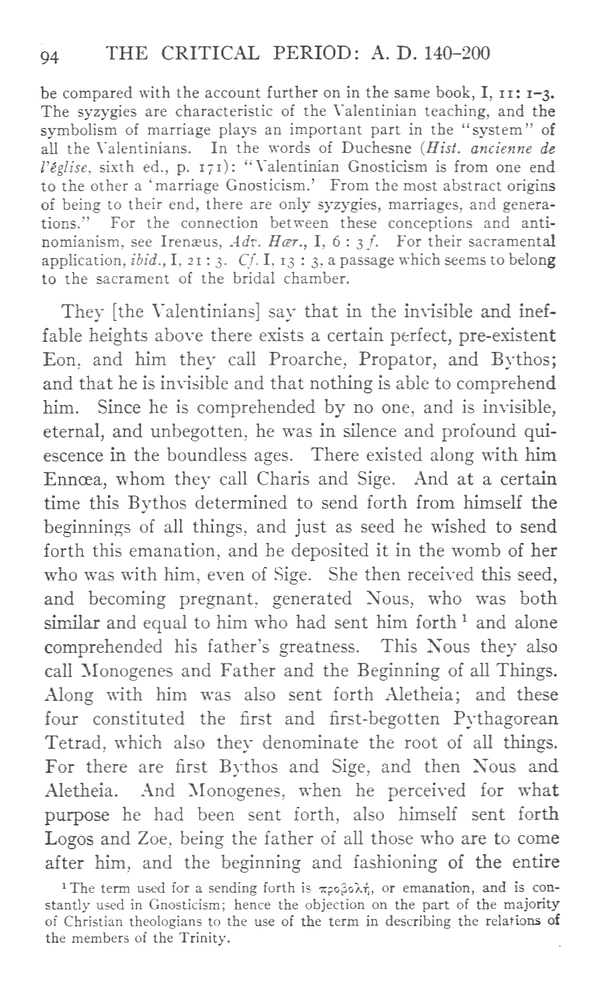 94 THE CRITICAL PERIOD: A. D. 140–200
be compared with the account further on in the same book, I, 11: 1–3.
The syzygies are characteristic of the Valentinian teaching, and the
symbolism of marriage plays an important part in the “system” of
all the Valentinians. In the words of Duchesne (Hist. ancienne de
l’église, sixth ed., p. 171): “Valentinian Gnosticism is from one end
to the other a ‘marriage Gnosticism.’ From the most abstract origins
of being to their end, there are only syzygies, marriages, and genera-
tions.” For the connection between these conceptions and anti-
nomianism, see Irenæus, Adv. Hær., I, 6 : 3 f. For their sacramental
application, ibid., I, 21 : 3. Cf. I, 13 : 3, a passage which seems to belong
to the sacrament of the bridal chamber.
They [the Valentinians] say that in the invisible and inef-
fable heights above there exists a certain perfect, pre-existent
Eon, and him they call Proarche, Propator, and Bythos;
and that he is invisible and that nothing is able to comprehend
him. Since he is comprehended by no one, and is invisible,
eternal, and unbegotten, he was in silence and profound qui-
escence in the boundless ages. There existed along with him
Ennœa, whom they call Charis and Sige. And at a certain
time this Bythos determined to send forth from himself the
beginnings of all things, and just as seed he wished to send
forth this emanation, and he deposited it in the womb of her
who was with him, even of Sige. She then received this seed,
and becoming pregnant, generated Nous, who was both
similar and equal to him who had sent him forth ¹ and alone
comprehended his father’s greatness. This Nous they also
call Monogenes and Father and the Beginning of all Things.
Along with him was also sent forth Aletheia; and these
four constituted the first and first-begotten Pythagorean
Tetrad, which also they denominate the root of all things.
For there are first Bythos and Sige, and then Nous and
Aletheia. And Monogenes, when he perceived for what
purpose he had been sent forth, also himself sent forth
Logos and Zoe, being the father of all those who are to come
after him, and the beginning and fashioning of the entire
¹ The term used for a sending forth is προβολή, or emanation, and is con-
stantly used in Gnosticism; hence the objection on the part of the majority
of Christian theologians to the use of the term in describing the relations of
the members of the Trinity.